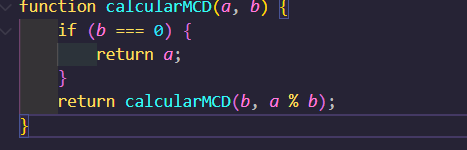 function calcularMCD(a, b) {
    if (b === 0) {
        return a;
    }
    return calcularMCD(b, a % b);
}